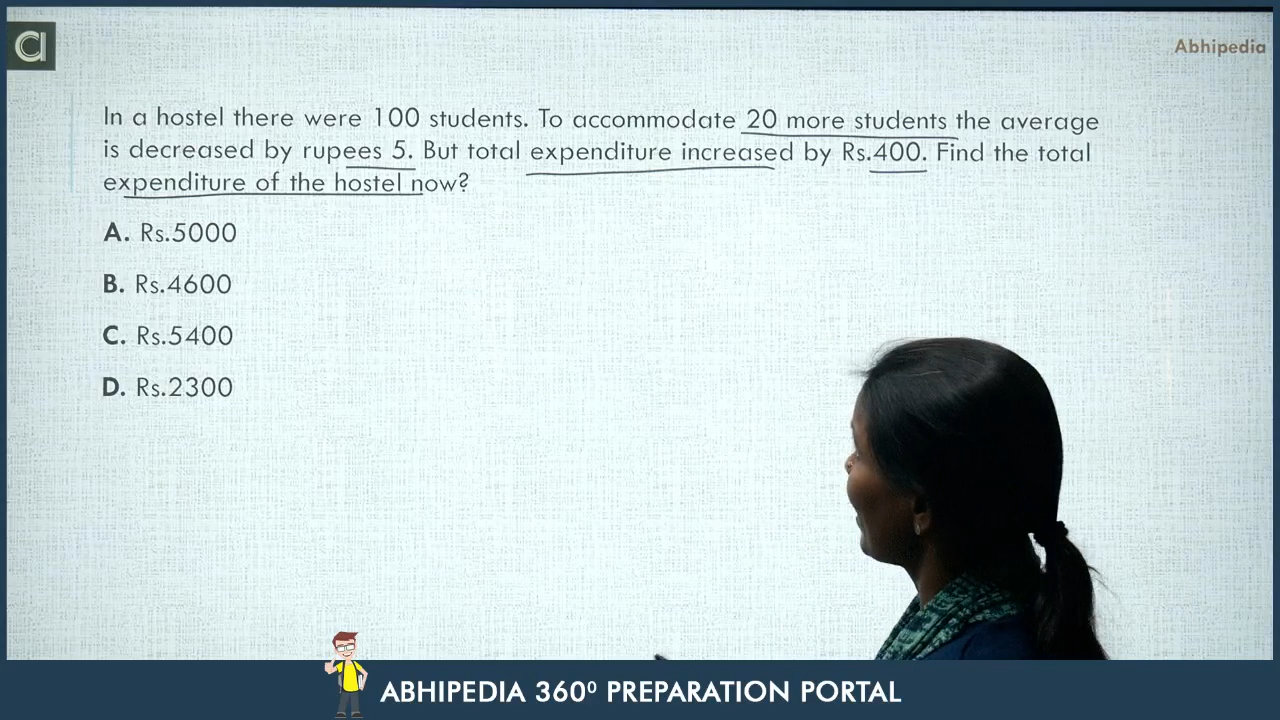 Abhipedia
In a hostel there were 100 students. To accommodate 20 more students the average
is decreased by rupees 5. But total expenditure increased by Rs.400. Find the total
expenditure of the hostel now?
A. Rs.5000
B. Rs.4600
C. Rs.5400
D. Rs.2300
ABHIPEDIA 360⁰ PREPARATION PORTAL